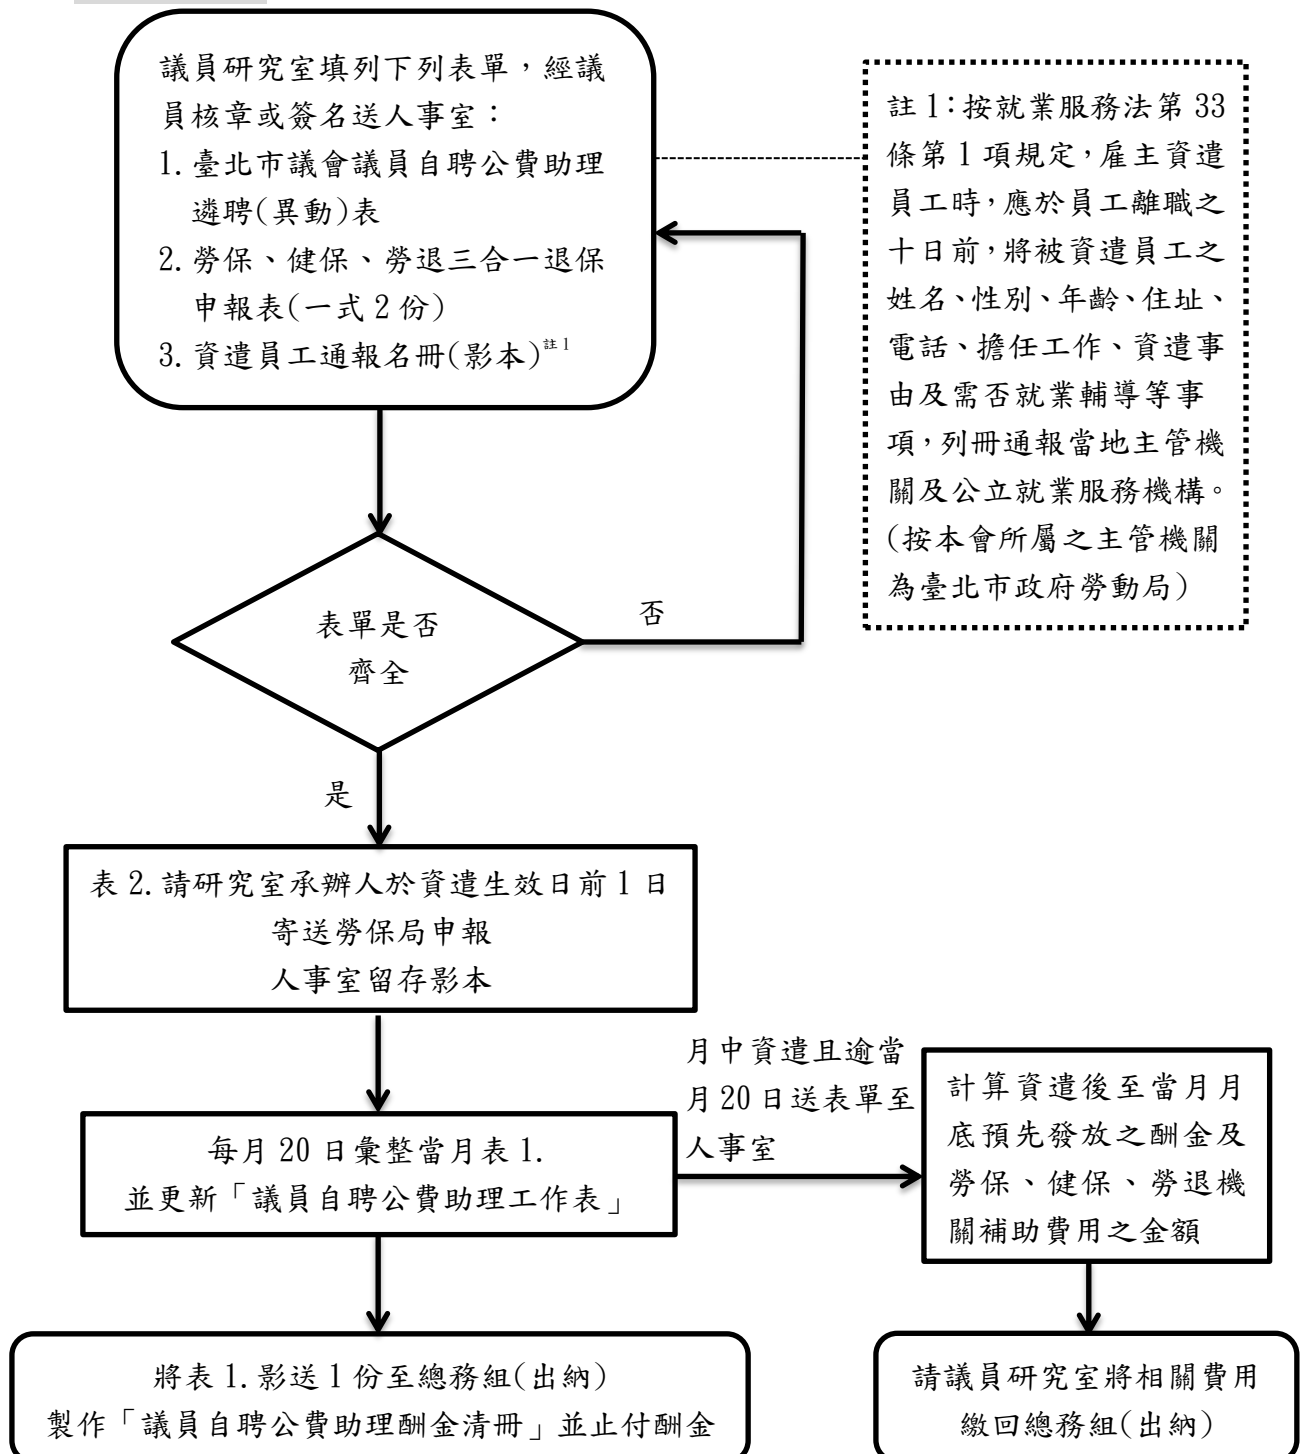 議員研究室填列下列表單，經議
員核章或簽名送人事室：
1. 臺北市議會議員自聘公費助理
遴聘(異動)表
2. 勞保、健保、勞退三合一退保
申報表(一式 2 份)
3. 資遣員工通報名冊(影本)註 1
註 1：按就業服務法第 33
條第 1 項規定，雇主資遣
員工時，應於員工離職之
十日前，將被資遣員工之
姓名、性別、年齡、住址、
電話、擔任工作、資遣事
由及需否就業輔導等事
項，列冊通報當地主管機
關及公立就業服務機構。
(按本會所屬之主管機關
為臺北市政府勞動局)
表單是否
齊全
否
是
表 2. 請研究室承辦人於資遣生效日前 1 日
寄送勞保局申報
人事室留存影本
每月 20 日彙整當月表 1.
並更新「議員自聘公費助理工作表」
月中資遣且逾當
月 20 日送表單至
人事室
計算資遣後至當月月
底預先發放之酬金及
勞保、健保、勞退機
關補助費用之金額
將表 1. 影送 1 份至總務組(出納)
製作「議員自聘公費助理酬金清冊」並止付酬金
請議員研究室將相關費用
繳回總務組(出納)